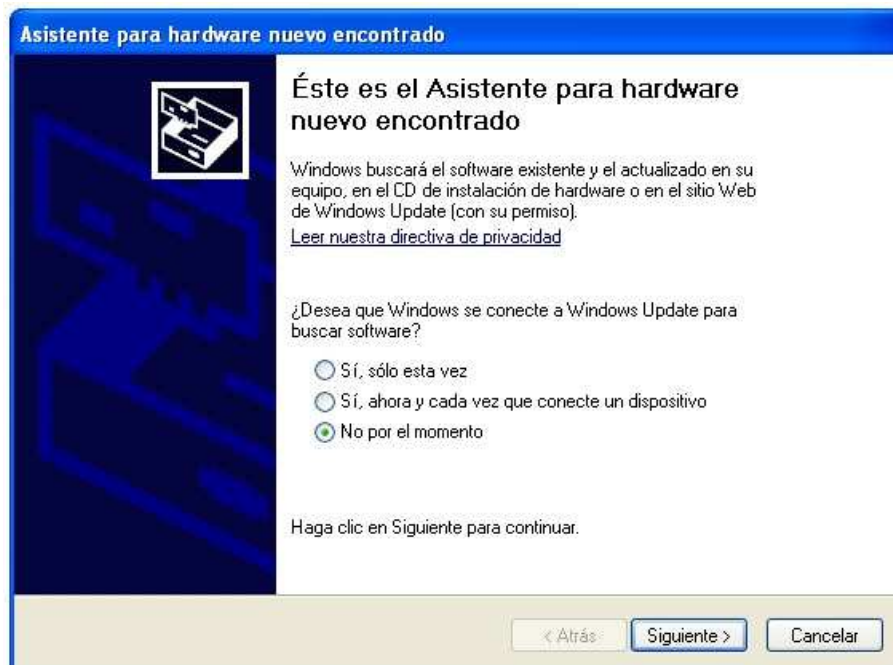 Asistente para hardware nuevo encontrado
Éste es el Asistente para hardware
nuevo encontrado
Windows buscará el software existente y el actualizado en su
equipo, en el CD de instalación de hardware o en el sitio Web
de Windows Update (con su permiso).
Leer nuestra directiva de privacidad
¿Desea que Windows se conecte a Windows Update para
buscar software?
Sí, sólo esta vez
Sí, ahora y cada vez que conecte un dispositivo
No por el momento
Haga clic en Siguiente para continuar.
< Atrás
Siguiente >
Cancelar